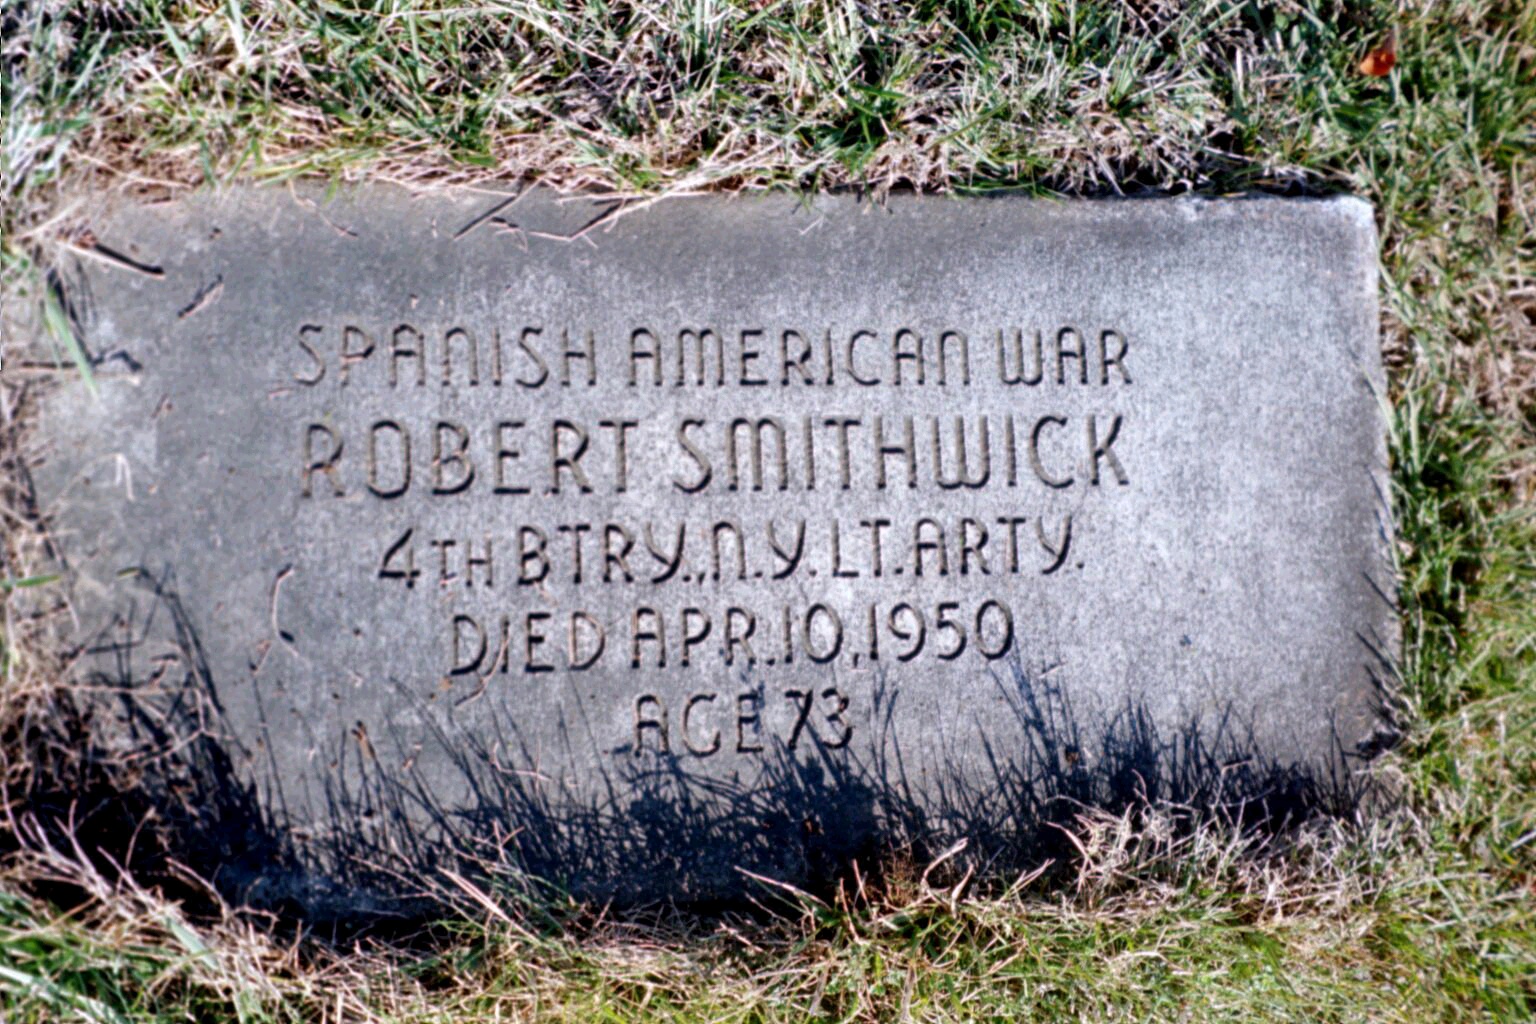 SPANISH AMERICAN WAR
ROBERT SMITHWICK
4TH BTRY., N.Y. LT. ARTY.
DIED APR. 10, 1950
AGE 73